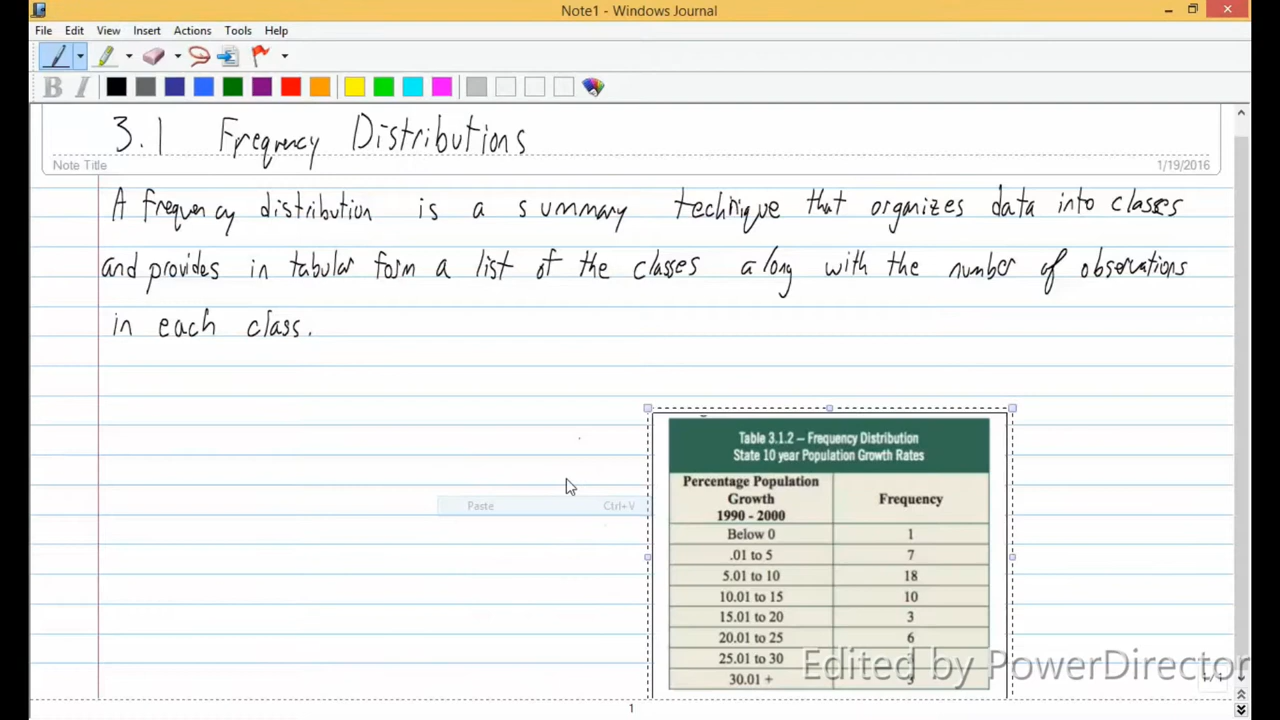 Note1 - Windows Journal
File Edit View Insert Actions Tools Help
B I
3.1 Frequency Distributions
Note Title
1/19/2016
A frequency distribution is a summary technique that organizes data into classes
and provides in tabular form a list of the classes along with the number of observations
in each class.
Paste Ctrl+V
Table 3.1.2 – Frequency Distribution
State 10 year Population Growth Rates
Percentage Population
Growth
1990 - 2000
Frequency
Below 0 1
.01 to 5 7
5.01 to 10 18
10.01 to 15 10
15.01 to 20 3
20.01 to 25 6
25.01 to 30
30.01 +
Edited by PowerDirector
1/1
1